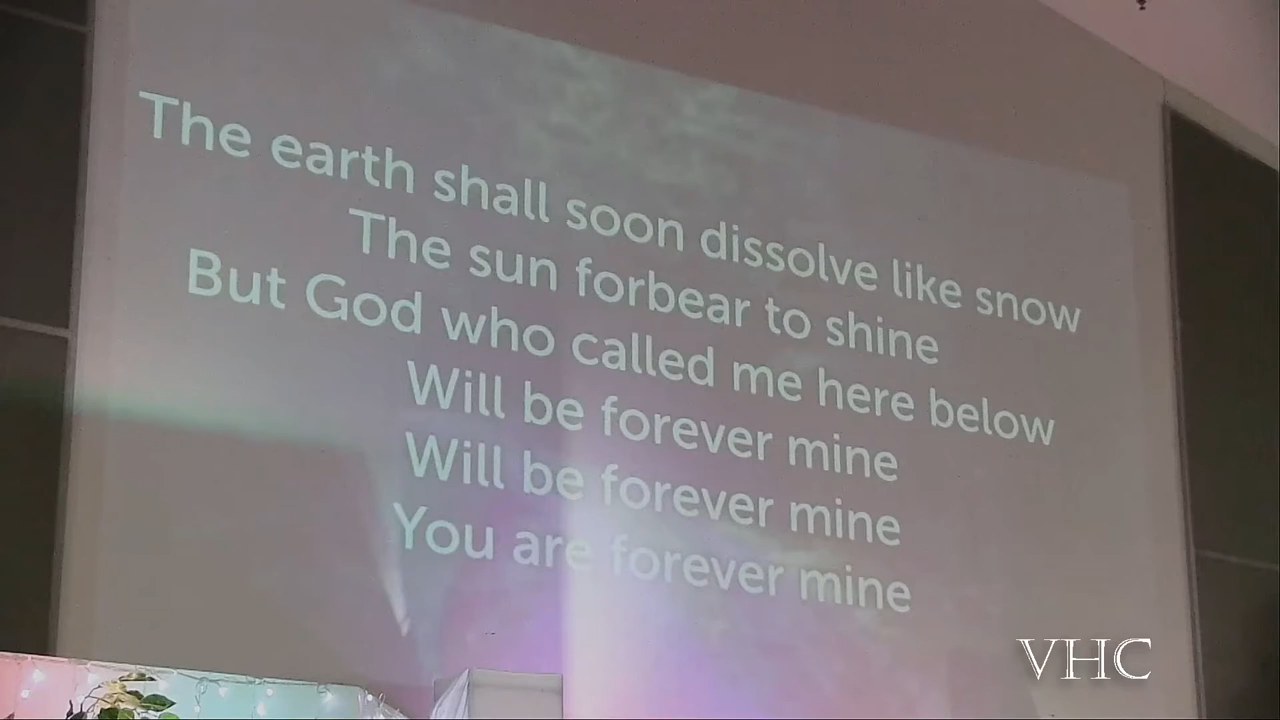 The earth shall soon dissolve like snow
The sun forbear to shine
But God who called me here below
Will be forever mine
Will be forever mine
You are forever mine
VHC